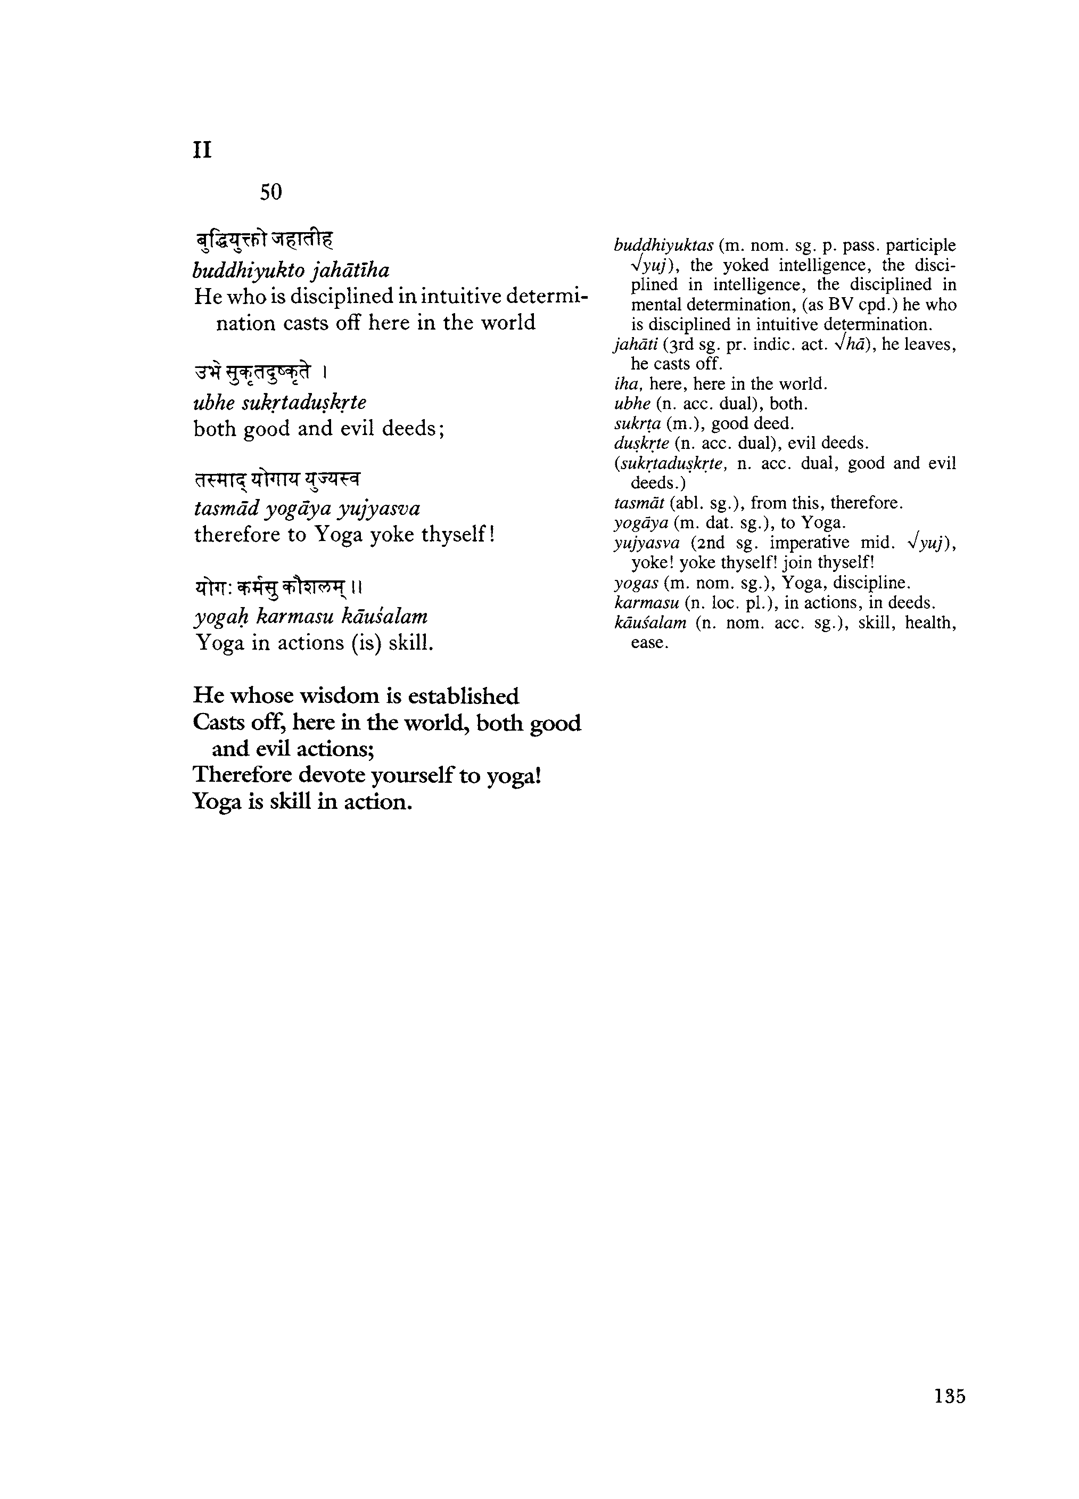 II
50
बुद्धियुक्तो जहातीह
buddhiyukto jahātīha
He who is disciplined in intuitive determi-
nation casts off here in the world
उभे सुकृतदुष्कृते ।
ubhe sukṛtaduṣkṛte
both good and evil deeds;
तस्माद् योगाय युज्यस्व
tasmād yogāya yujyasva
therefore to Yoga yoke thyself!
योगः कर्मसु कौशलम् ॥
yogaḥ karmasu kāuśalam
Yoga in actions (is) skill.
He whose wisdom is established
Casts off, here in the world, both good
and evil actions;
Therefore devote yourself to yoga!
Yoga is skill in action.
buddhiyuktas (m. nom. sg. p. pass. participle
√yuj), the yoked intelligence, the disci-
plined in intelligence, the disciplined in
mental determination, (as BV cpd.) he who
is disciplined in intuitive determination.
jahāti (3rd sg. pr. indic. act. √hā), he leaves,
he casts off.
iha, here, here in the world.
ubhe (n. acc. dual), both.
sukṛta (m.), good deed.
duṣkṛte (n. acc. dual), evil deeds.
(sukṛtaduṣkṛte, n. acc. dual, good and evil
deeds.)
tasmāt (abl. sg.), from this, therefore.
yogāya (m. dat. sg.), to Yoga.
yujyasva (2nd sg. imperative mid. √yuj),
yoke! yoke thyself! join thyself!
yogas (m. nom. sg.), Yoga, discipline.
karmasu (n. loc. pl.), in actions, in deeds.
kāuśalam (n. nom. acc. sg.), skill, health,
ease.
135